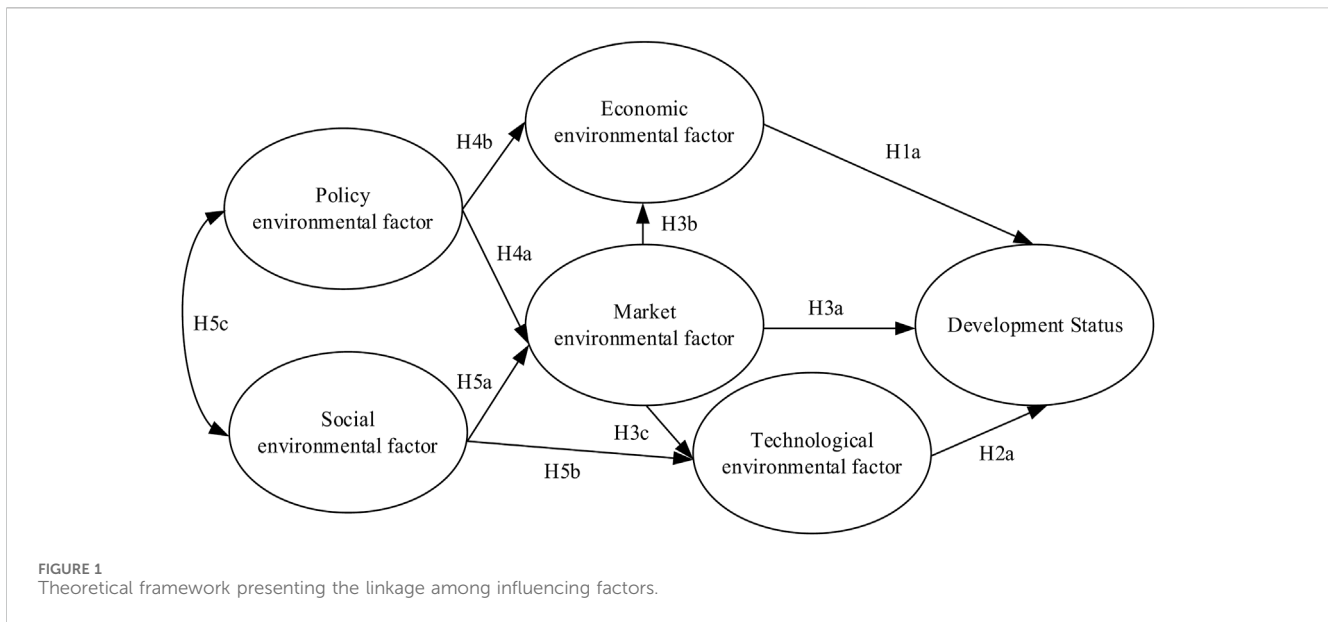 Economic
environmental factor
H4b
H1a
Policy
environmental factor
H3b
H4a
Market
environmental factor
H3a
Development Status
H5c
H5a
Social
environmental factor
H3c
Technological
environmental factor
H5b
H2a
FIGURE 1
Theoretical framework presenting the linkage among influencing factors.